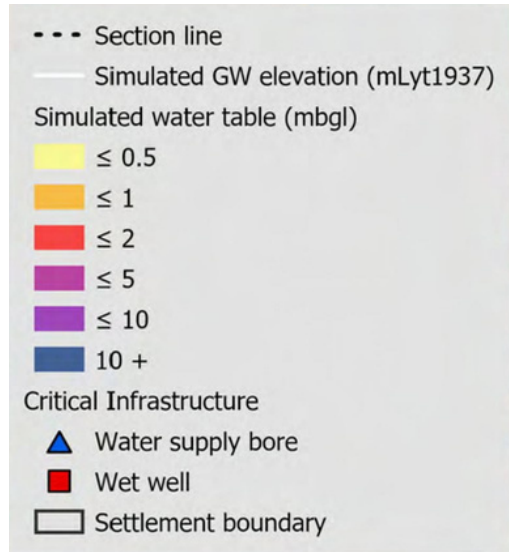 Section line
Simulated GW elevation (mLyt1937)
Simulated water table (mbgl)
≤ 0.5
≤ 1
≤ 2
≤ 5
≤ 10
10 +
Critical Infrastructure
Water supply bore
Wet well
Settlement boundary